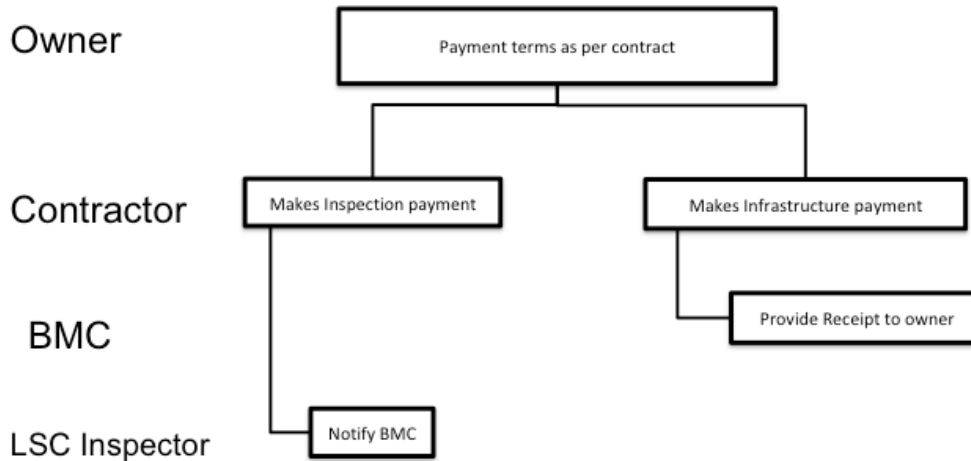 Owner
Payment terms as per contract
Contractor
Makes Inspection payment
Makes Infrastructure payment
BMC
Provide Receipt to owner
LSC Inspector
Notify BMC